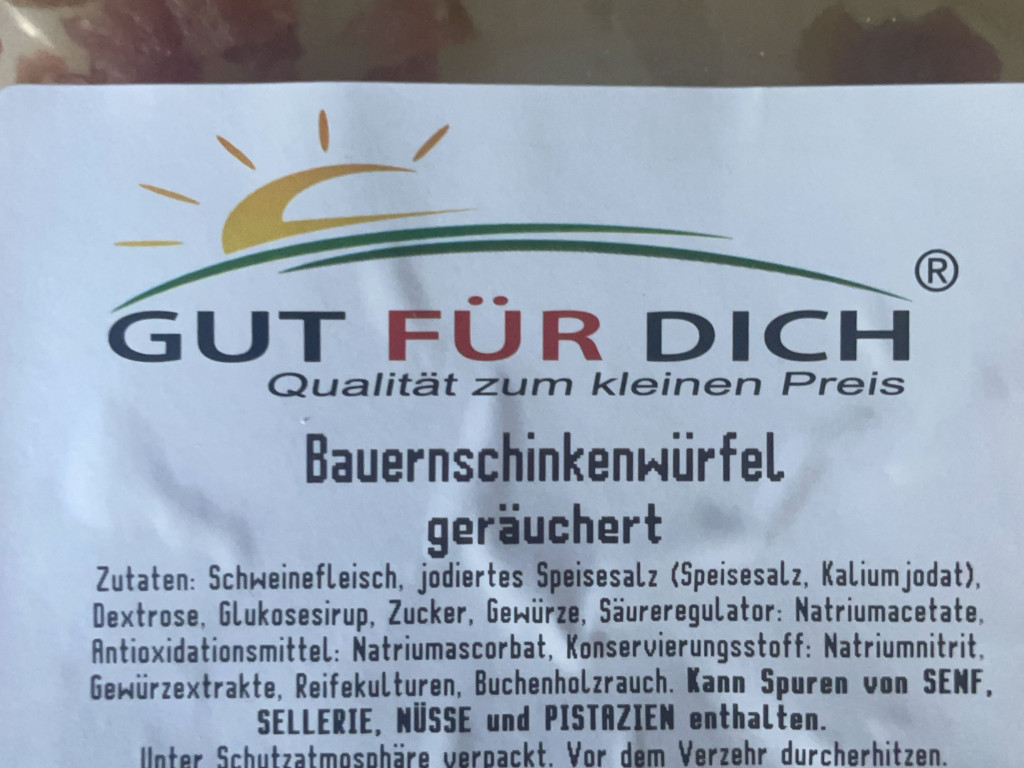 GUT FÜR DICH ®
Qualität zum kleinen Preis
Bauernschinkenwürfel
geräuchert
Zutaten: Schweinefleisch, jodiertes Speisesalz (Speisesalz, Kaliumjodat),
Dextrose, Glukosesirup, Zucker, Gewürze, Säureregulator: Natriumacetate,
Antioxidationsmittel: Natriumascorbat, Konservierungsstoff: Natriumnitrit,
Gewürzextrakte, Reifekulturen, Buchenholzrauch. Kann Spuren von SENF,
SELLERIE, NÜSSE und PISTAZIEN enthalten.
Unter Schutzatmosphäre verpackt. Vor dem Verzehr durcherhitzen.